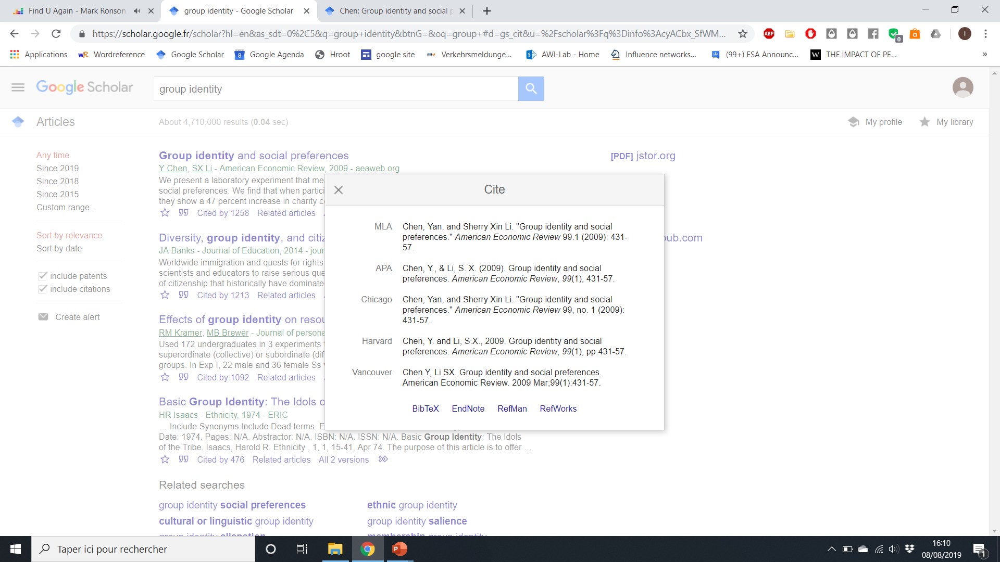 Find U Again - Mark Ronson
group identity - Google Scholar
Chen: Group identity and social p
https://scholar.google.fr/scholar?hl=en&as_sdt=0%2C5&q=group+identity&btnG=&oq=group+#d=gs_cit&u=%2Fscholar%3Fq%3Dinfo%3AcyACbx_SfWM...
ABP
0
I
Applications
Wordreference
Google Scholar
8 Google Agenda
Hroot
google site
Verkehrsmeldunge...
AWI-Lab - Home
Influence networks...
(99+) ESA Announc...
W THE IMPACT OF PE...
»
Google Scholar
group identity
Articles
About 4,710,000 results (0.04 sec)
My profile
My library
Any time
Since 2019
Since 2018
Since 2015
Custom range...
Sort by relevance
Sort by date
include patents
include citations
Create alert
Group identity and social preferences
[PDF] jstor.org
Y Chen, SX Li - American Economic Review, 2009 - aeaweb.org
We present a laboratory experiment that me
social preferences. We find that when partici
they show a 47 percent increase in charity c
Cited by 1258 Related articles
Diversity, group identity, and citiz
ub.com
JA Banks - Journal of Education, 2014 - jour
Worldwide immigration and quests for rights
scientists and educators to raise serious que
of citizenship that historically have dominate
Cited by 1213 Related articles
Effects of group identity on resou
RM Kramer, MB Brewer - Journal of persona
Used 172 undergraduates in 3 experiments
superordinate (collective) or subordinate (dif
groups. In Exp I, 22 male and 36 female Ss
Cited by 1092 Related articles
Basic Group Identity: The Idols o
HR Isaacs - Ethnicity, 1974 - ERIC
… Include Synonyms Include Dead terms. E
Date: 1974. Pages: N/A. Abstractor: N/A. ISBN: N/A. ISSN: N/A. Basic Group Identity: The Idols
of the Tribe. Isaacs, Harold R. Ethnicity , 1, 1, 15-41, Apr 74. The purpose of this article is to offer …
Cited by 476 Related articles All 2 versions
Related searches
group identity social preferences
ethnic group identity
cultural or linguistic group identity
group identity salience
group identity alienation
membership group identity
Cite
MLA
Chen, Yan, and Sherry Xin Li. "Group identity and social
preferences." American Economic Review 99.1 (2009): 431-
57.
APA
Chen, Y., & Li, S. X. (2009). Group identity and social
preferences. American Economic Review, 99(1), 431-57.
Chicago
Chen, Yan, and Sherry Xin Li. "Group identity and social
preferences." American Economic Review 99, no. 1 (2009):
431-57.
Harvard
Chen, Y. and Li, S.X., 2009. Group identity and social
preferences. American Economic Review, 99(1), pp.431-57.
Vancouver
Chen Y, Li SX. Group identity and social preferences.
American Economic Review. 2009 Mar;99(1):431-57.
BibTeX EndNote RefMan RefWorks
Taper ici pour rechercher
16:10
08/08/2019
1